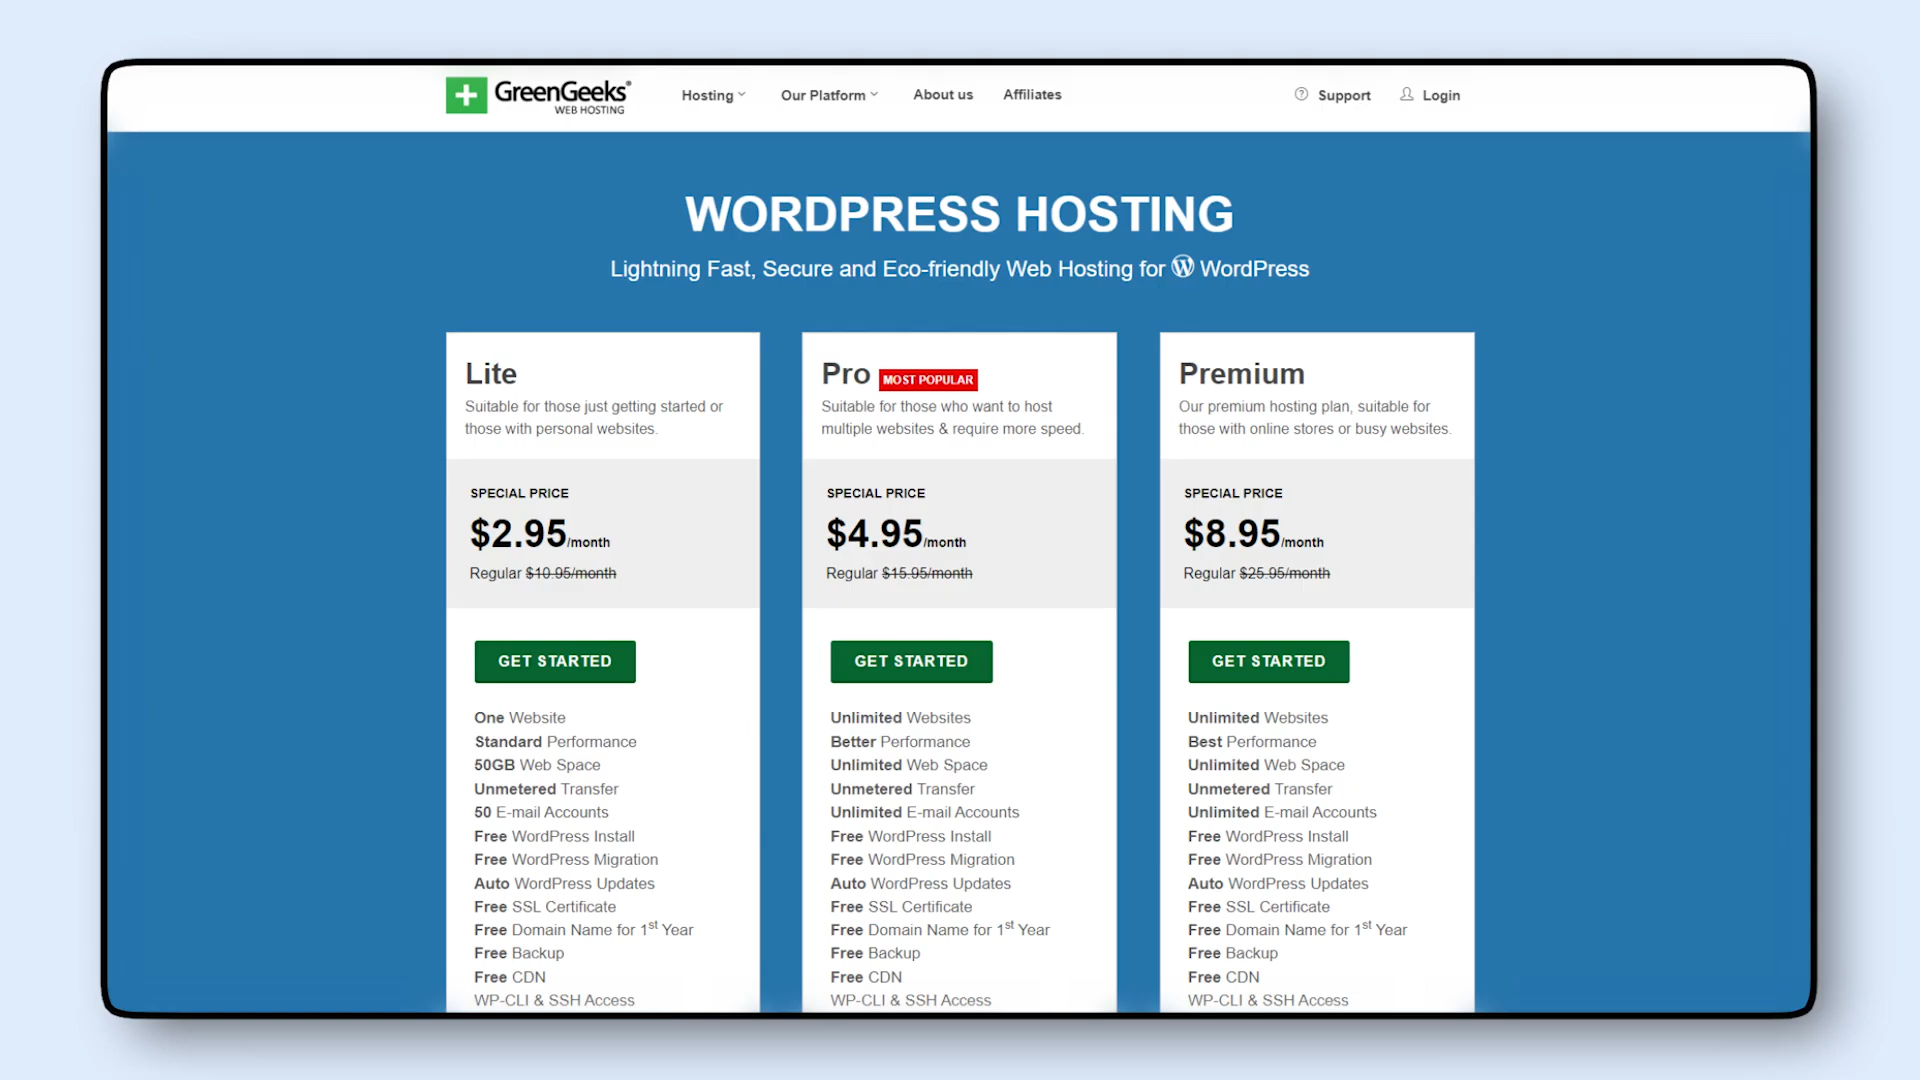 GreenGeeks®
WEB HOSTING
Hosting
Our Platform
About us
Affiliates
Support
Login
WORDPRESS HOSTING
Lightning Fast, Secure and Eco-friendly Web Hosting for WordPress
Lite
Suitable for those just getting started or
those with personal websites.
SPECIAL PRICE
$2.95/month
Regular $10.95/month
GET STARTED
One Website
Standard Performance
50GB Web Space
Unmetered Transfer
50 E-mail Accounts
Free WordPress Install
Free WordPress Migration
Auto WordPress Updates
Free SSL Certificate
Free Domain Name for 1st Year
Free Backup
Free CDN
WP-CLI & SSH Access
Pro MOST POPULAR
Suitable for those who want to host
multiple websites & require more speed.
SPECIAL PRICE
$4.95/month
Regular $15.95/month
GET STARTED
Unlimited Websites
Better Performance
Unlimited Web Space
Unmetered Transfer
Unlimited E-mail Accounts
Free WordPress Install
Free WordPress Migration
Auto WordPress Updates
Free SSL Certificate
Free Domain Name for 1st Year
Free Backup
Free CDN
WP-CLI & SSH Access
Premium
Our premium hosting plan, suitable for
those with online stores or busy websites.
SPECIAL PRICE
$8.95/month
Regular $25.95/month
GET STARTED
Unlimited Websites
Best Performance
Unlimited Web Space
Unmetered Transfer
Unlimited E-mail Accounts
Free WordPress Install
Free WordPress Migration
Auto WordPress Updates
Free SSL Certificate
Free Domain Name for 1st Year
Free Backup
Free CDN
WP-CLI & SSH Access